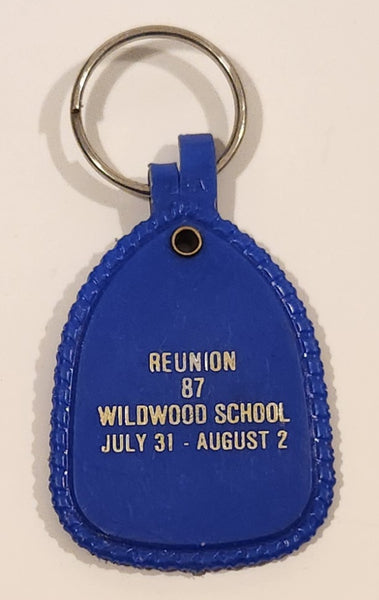 REUNION
87
WILDWOOD SCHOOL
JULY 31 - AUGUST 2